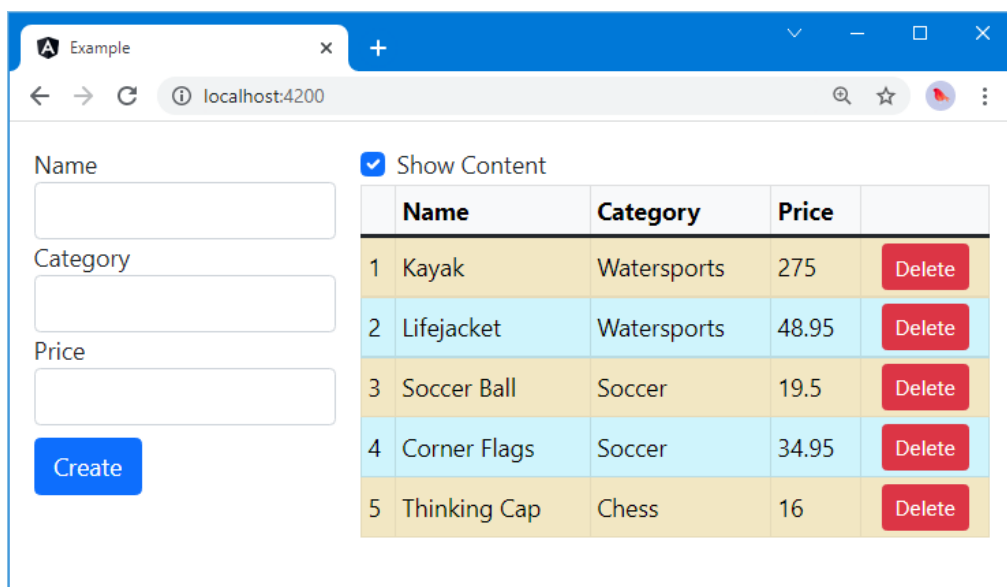 Example
localhost:4200
Name
Category
Price
Create
Show Content
Name Category Price
1 Kayak Watersports 275 Delete
2 Lifejacket Watersports 48.95 Delete
3 Soccer Ball Soccer 19.5 Delete
4 Corner Flags Soccer 34.95 Delete
5 Thinking Cap Chess 16 Delete